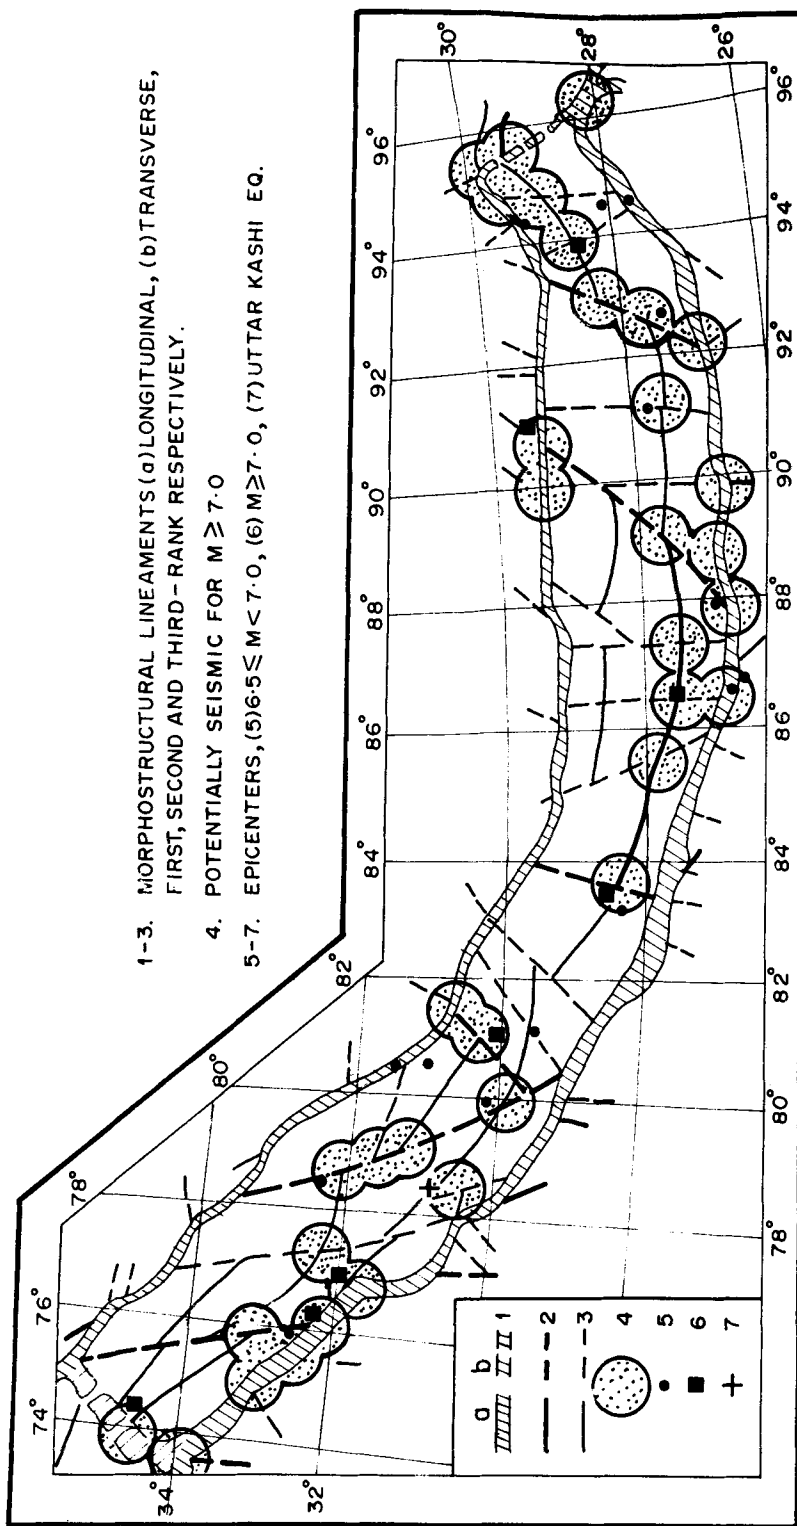 1-3. MORPHOSTRUCTURAL LINEAMENTS (a) LONGITUDINAL, (b) TRANSVERSE,
FIRST, SECOND AND THIRD-RANK RESPECTIVELY.
4. POTENTIALLY SEISMIC FOR M ≥ 7·0
5-7. EPICENTERS, (5) 6·5 ≤ M < 7·0, (6) M ≥ 7·0, (7) UTTAR KASHI EQ.
74° 76° 78° 80° 82° 84° 86° 88° 90° 92° 94° 96°
30°
28°
26°
34°
32°
78° 80° 82° 84° 86° 88° 90° 92° 94° 96°
a b
1
2
3
4
5
6
7